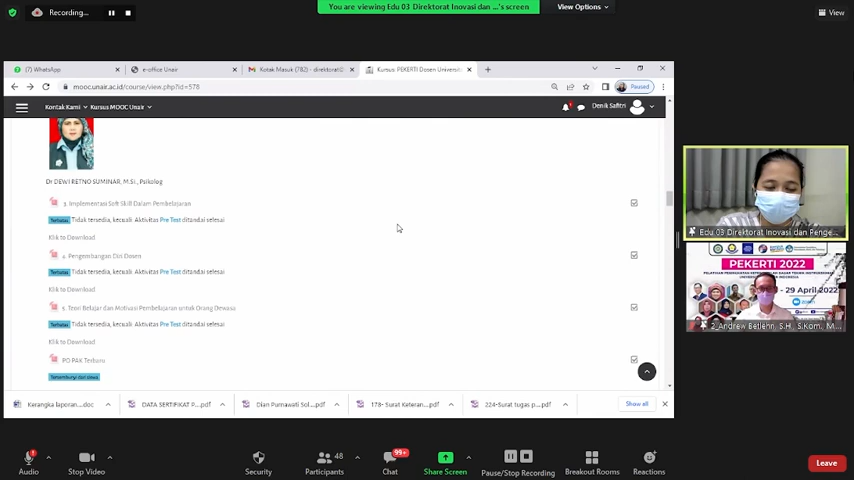 Recording...
You are viewing Edu 03 Direktorat Inovasi dan ...'s screen
View Options
View
(7) WhatsApp
e-office Unair
Kotak Masuk (782) - direktorat@
Kursus: PEKERTI Dosen Universit
mooc.unair.ac.id/course/view.php?id=578
Paused
Kontak Kami
Kursus MOOC Unair
Denik Safitri
Dr DEWI RETNO SUMINAR, M.Si., Psikolog
3. Implementasi Soft Skill Dalam Pembelajaran
Terbatas Tidak tersedia, kecuali: Aktivitas Pre Test ditandai selesai
Klik to Download
4. Pengembangan Diri Dosen
Terbatas Tidak tersedia, kecuali: Aktivitas Pre Test ditandai selesai
Klik to Download
5. Teori Belajar dan Motivasi Pembelajaran untuk Orang Dewasa
Terbatas Tidak tersedia, kecuali: Aktivitas Pre Test ditandai selesai
Klik to Download
PO PAK Terbaru
Tersembunyi dari siswa
Kerangka laporan....doc
DATA SERTIFIKAT P....pdf
Dian Purnawati Sol....pdf
178- Surat Keteran....pdf
224-Surat tugas p....pdf
Show all
Edu 03 Direktorat Inovasi dan Penge...
PEKERTI 2022
- 29 April 2022
2_Andrew Betlehn, S.H., S.Kom, M...
Audio
Stop Video
Security
48
Participants
99+
Chat
Share Screen
Pause/Stop Recording
Breakout Rooms
Reactions
Leave